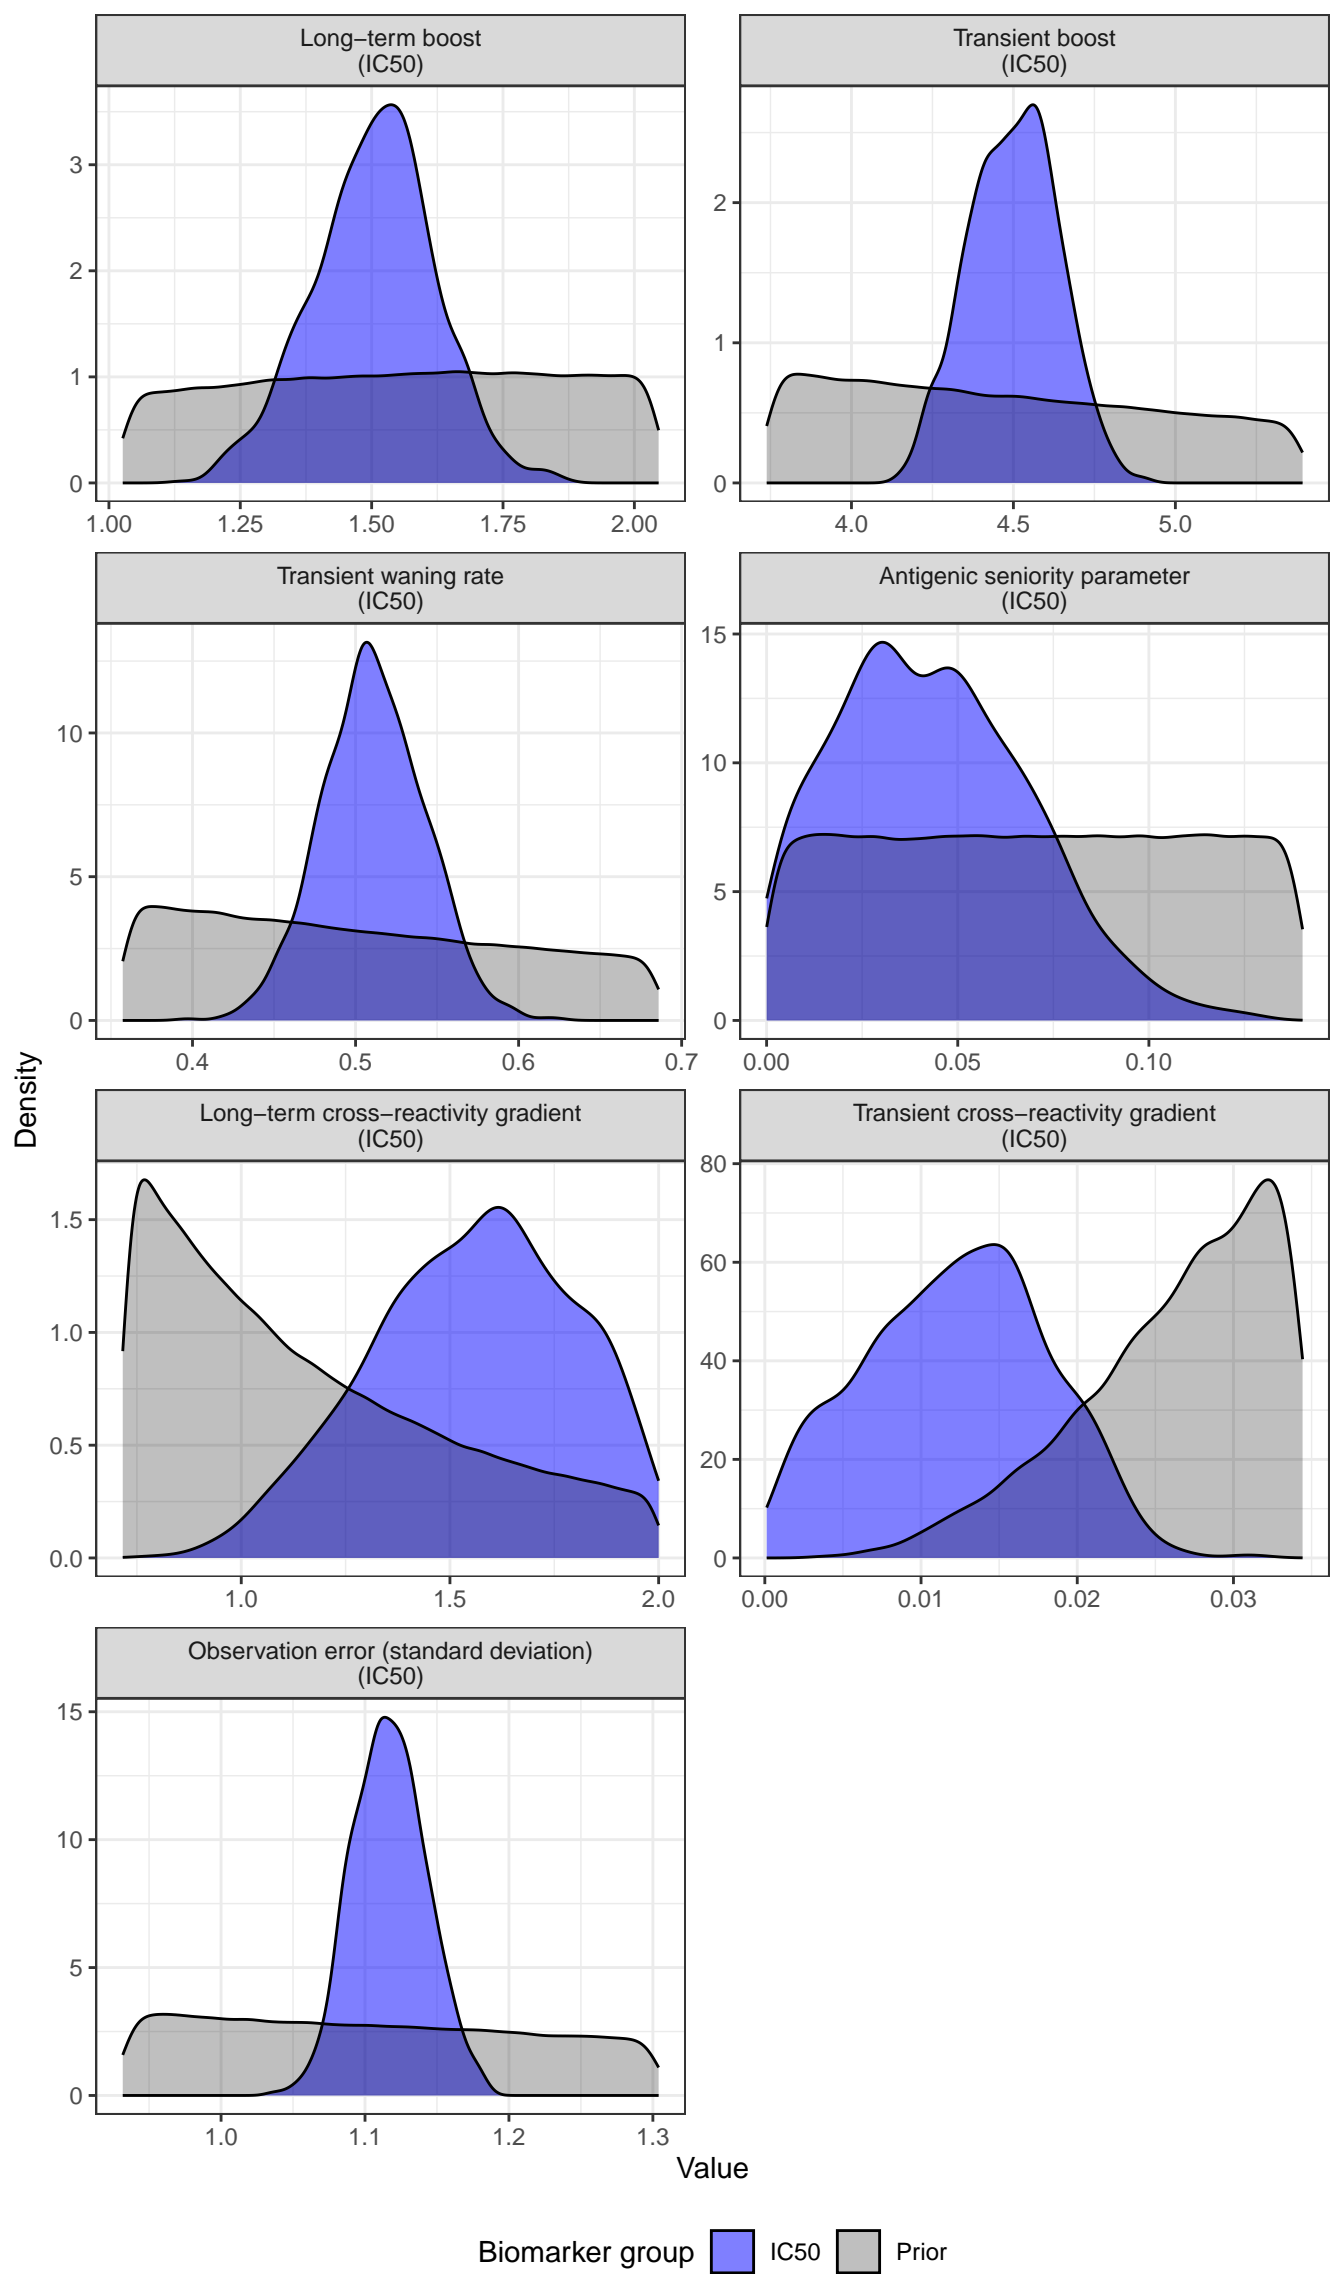 Long−term boost
(IC50)
Transient boost
(IC50)
3
2
1
0
1.00 1.25 1.50 1.75 2.00
2
1
0
4.0 4.5 5.0
Transient waning rate
(IC50)
Antigenic seniority parameter
(IC50)
10
5
0
0.4 0.5 0.6 0.7
15
10
5
0
0.00 0.05 0.10
Density
Long−term cross−reactivity gradient
(IC50)
Transient cross−reactivity gradient
(IC50)
1.5
1.0
0.5
0.0
1.0 1.5 2.0
80
60
40
20
0
0.00 0.01 0.02 0.03
Observation error (standard deviation)
(IC50)
15
10
5
0
1.0 1.1 1.2 1.3
Value
Biomarker group IC50 Prior